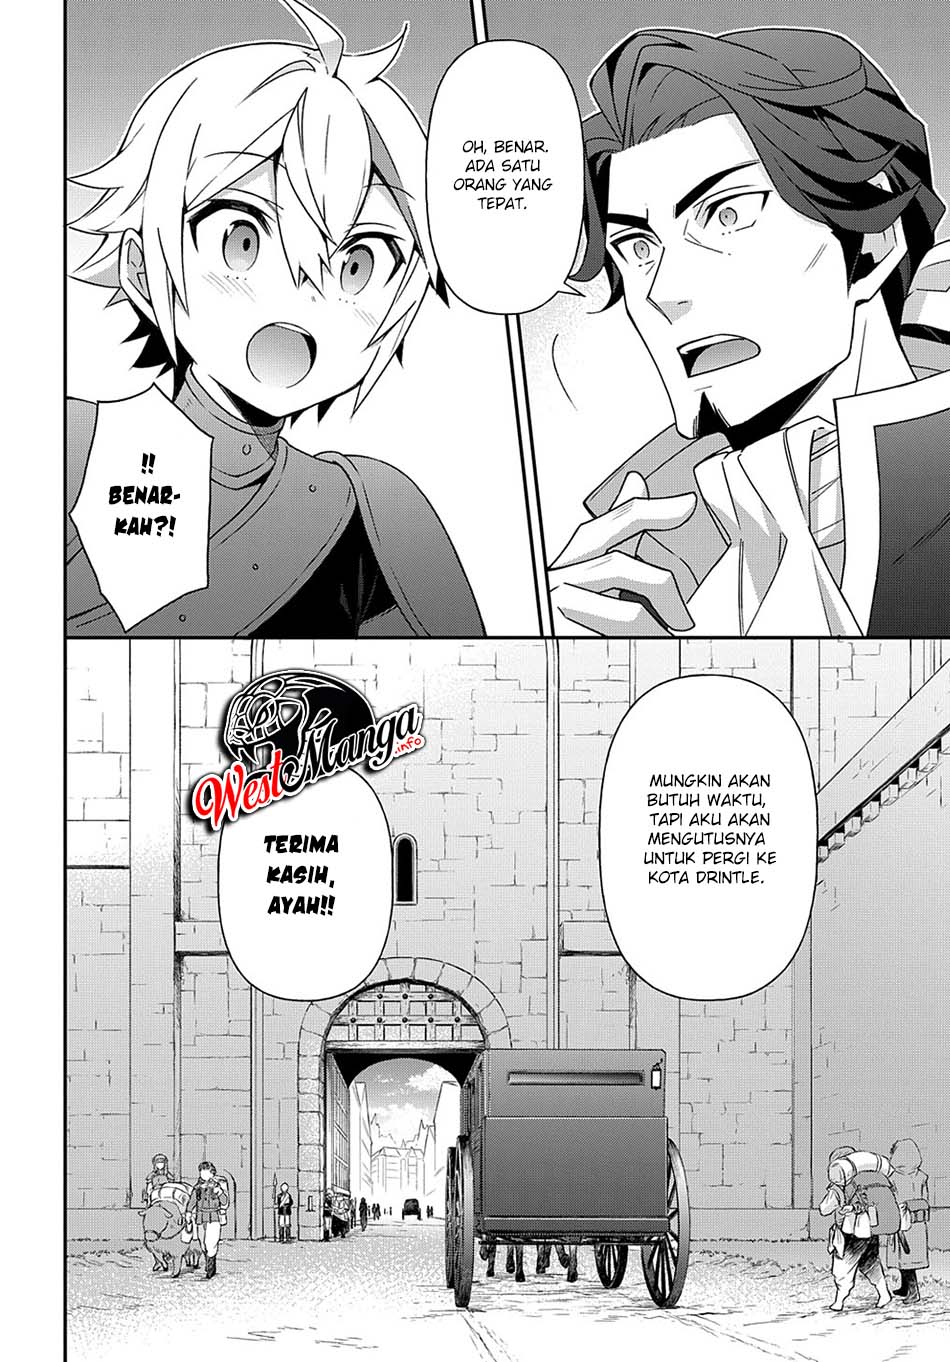 OH, BENAR.
ADA SATU
ORANG YANG
TEPAT.
!!
BENAR-
KAH?!
MUNGKIN AKAN
BUTUH WAKTU,
TAPI AKU AKAN
MENGUTUSNYA
UNTUK PERGI KE
KOTA DRINTLE.
WestManga
.info
TERIMA
KASIH,
AYAH!!